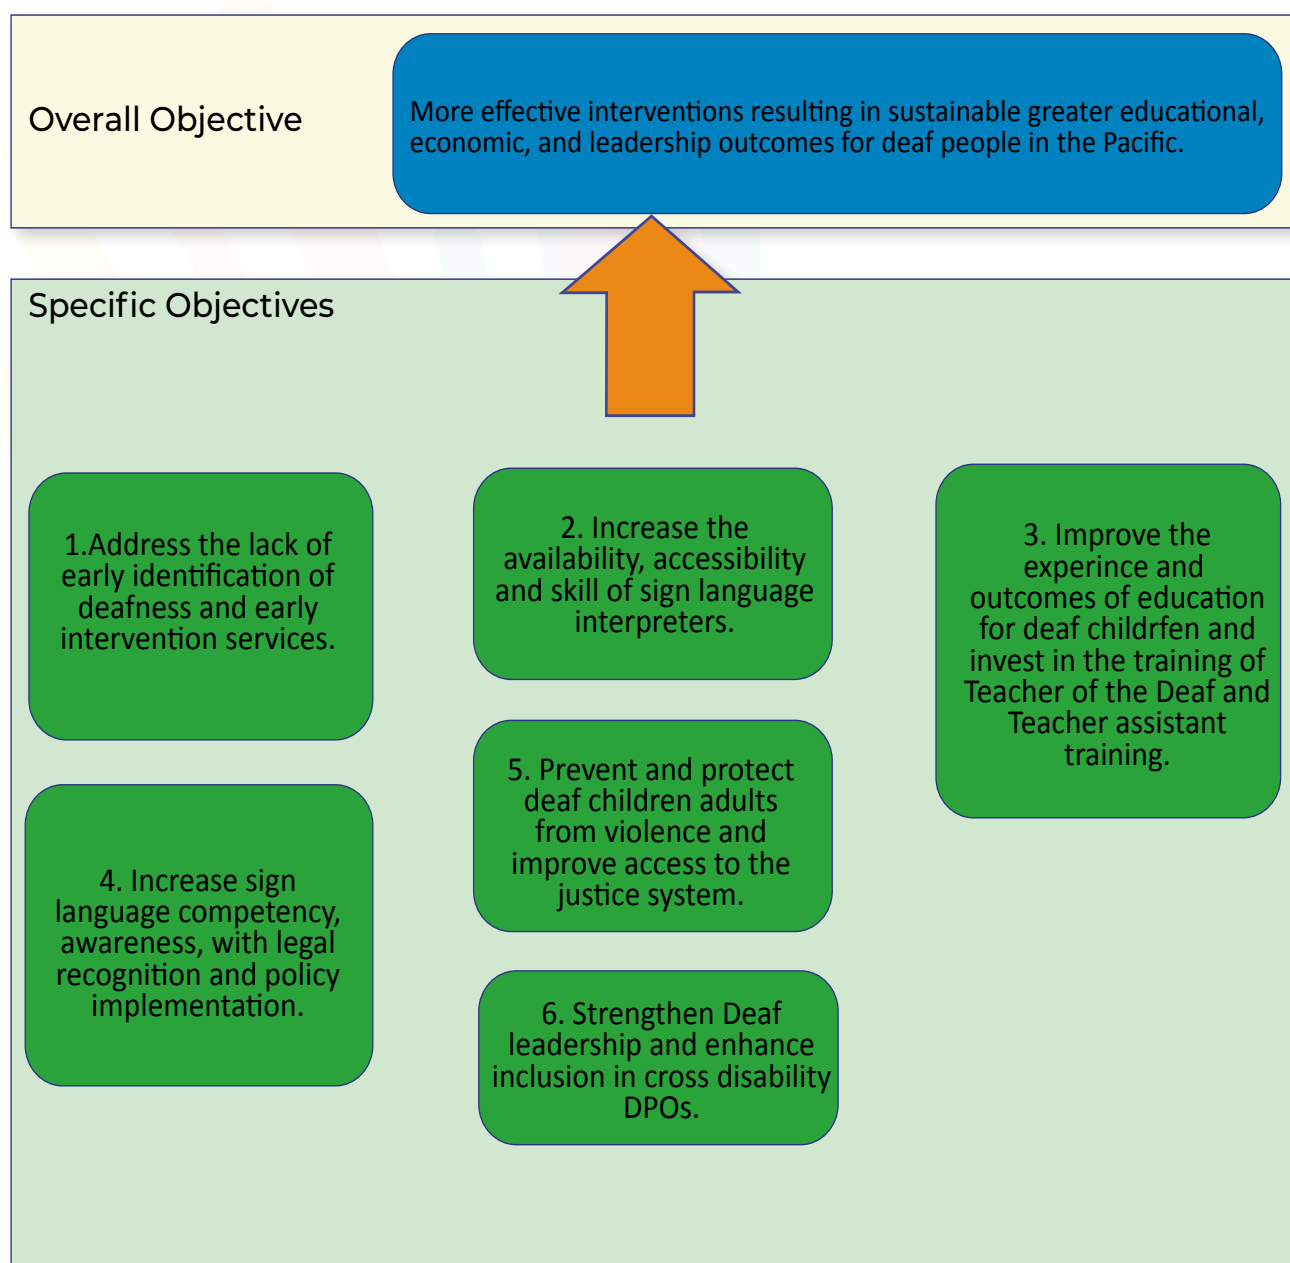 Overall Objective
More effective interventions resulting in sustainable greater educational,
economic, and leadership outcomes for deaf people in the Pacific.
Specific Objectives
1.Address the lack of
early identification of
deafness and early
intervention services.
2. Increase the
availability, accessibility
and skill of sign language
interpreters.
3. Improve the
experince and
outcomes of education
for deaf childrfen and
invest in the training of
Teacher of the Deaf and
Teacher assistant
training.
4. Increase sign
language competency,
awareness, with legal
recognition and policy
implementation.
5. Prevent and protect
deaf children adults
from violence and
improve access to the
justice system.
6. Strengthen Deaf
leadership and enhance
inclusion in cross disability
DPOs.